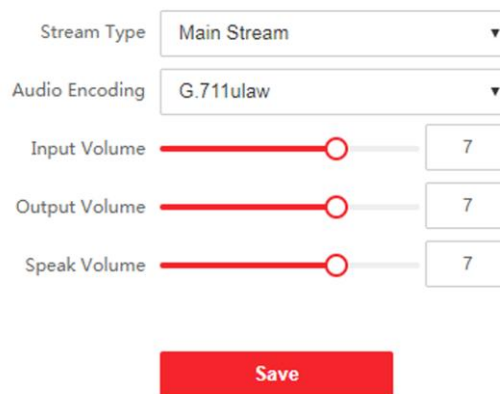 Stream Type Main Stream
Audio Encoding G.711ulaw
Input Volume 7
Output Volume 7
Speak Volume 7
Save